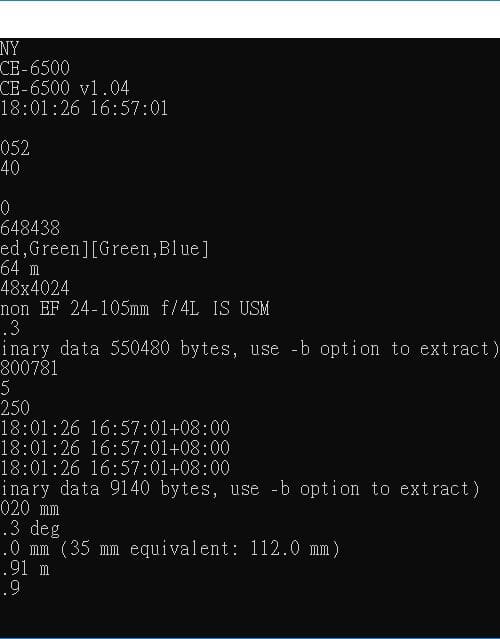 NY
CE-6500
CE-6500 v1.04
18:01:26 16:57:01
052
40
0
648438
ed,Green][Green,Blue]
64 m
48x4024
non EF 24-105mm f/4L IS USM
.3
inary data 550480 bytes, use -b option to extract)
800781
5
250
18:01:26 16:57:01+08:00
18:01:26 16:57:01+08:00
18:01:26 16:57:01+08:00
inary data 9140 bytes, use -b option to extract)
020 mm
.3 deg
.0 mm (35 mm equivalent: 112.0 mm)
.91 m
.9